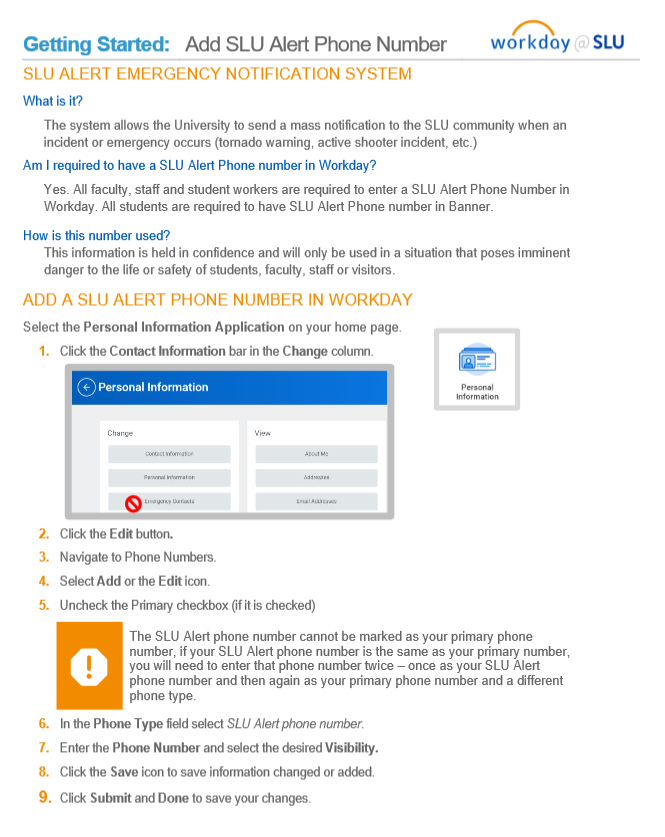 Getting Started: Add SLU Alert Phone Number
workday@SLU
SLU ALERT EMERGENCY NOTIFICATION SYSTEM
What is it?
The system allows the University to send a mass notification to the SLU community when an
incident or emergency occurs (tornado warning, active shooter incident, etc.)
Am I required to have a SLU Alert Phone number in Workday?
Yes. All faculty, staff and student workers are required to enter a SLU Alert Phone Number in
Workday. All students are required to have SLU Alert Phone number in Banner.
How is this number used?
This information is held in confidence and will only be used in a situation that poses imminent
danger to the life or safety of students, faculty, staff or visitors.
ADD A SLU ALERT PHONE NUMBER IN WORKDAY
Select the Personal Information Application on your home page.
1. Click the Contact Information bar in the Change column.
Personal
Information
Personal Information
Change
View
Contact Information
About Me
Personal Information
Addresses
Emergency Contacts
Email Addresses
2. Click the Edit button.
3. Navigate to Phone Numbers.
4. Select Add or the Edit icon.
5. Uncheck the Primary checkbox (if it is checked)
The SLU Alert phone number cannot be marked as your primary phone
number, if your SLU Alert phone number is the same as your primary number,
you will need to enter that phone number twice – once as your SLU Alert
phone number and then again as your primary phone number and a different
phone type.
6. In the Phone Type field select SLU Alert phone number.
7. Enter the Phone Number and select the desired Visibility.
8. Click the Save icon to save information changed or added.
9. Click Submit and Done to save your changes.